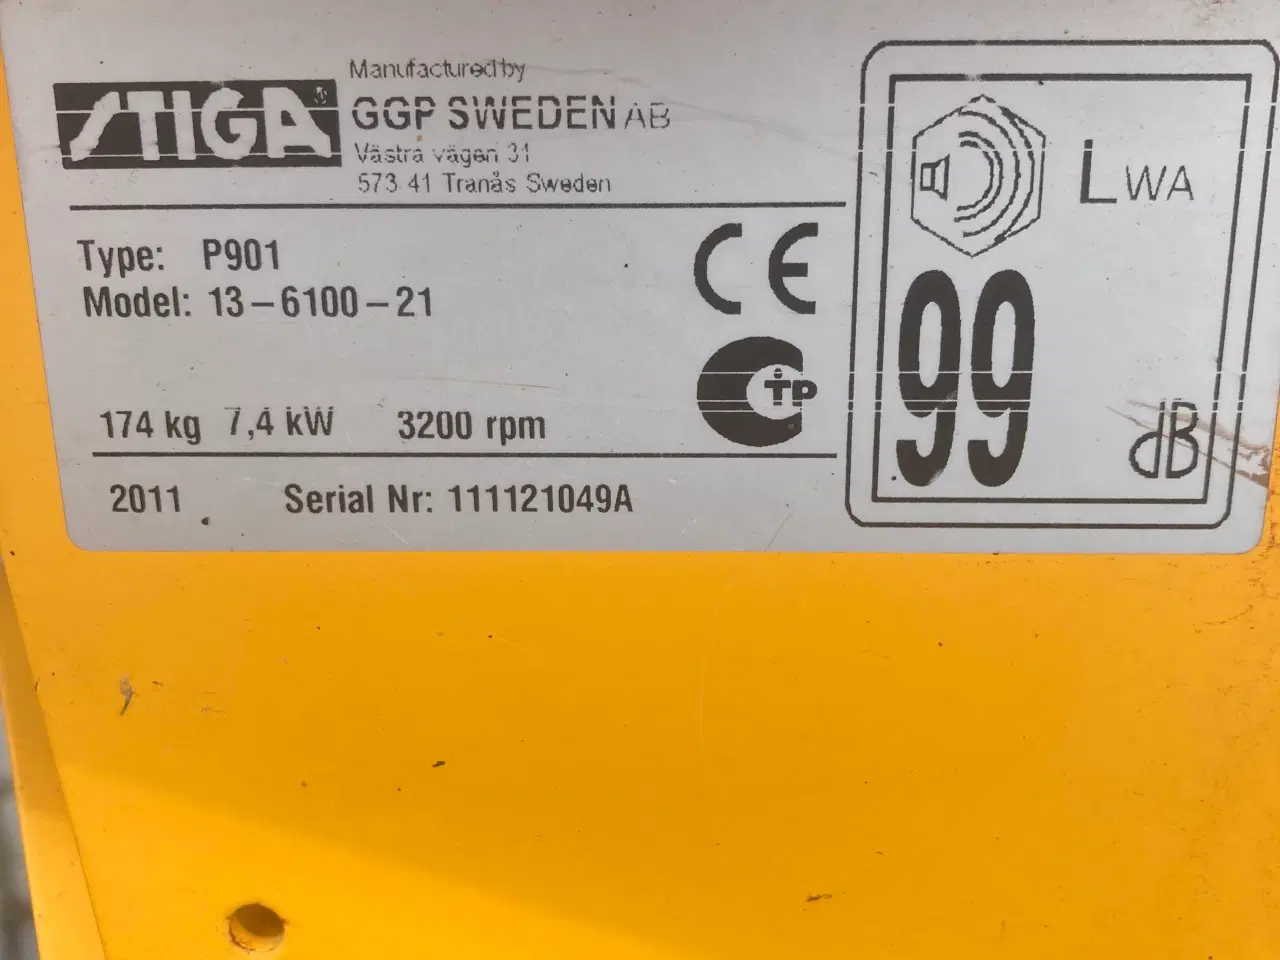 STIGA®
Manufactured by
GGP SWEDEN AB
Västra vägen 31
573 41 Tranås Sweden
Type: P901
Model: 13-6100-21
CE
174 kg 7,4 kW 3200 rpm
2011 Serial Nr: 111121049A
LWA
99
dB